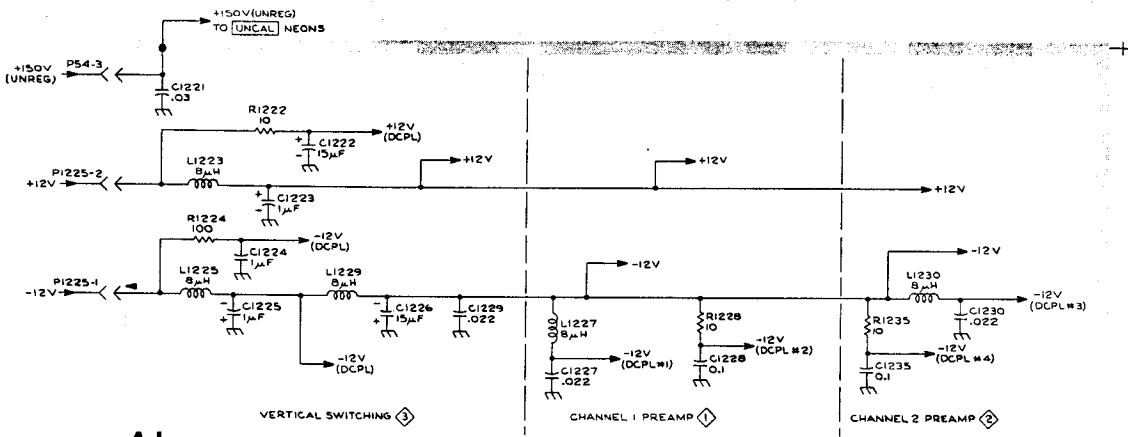 +150V(UNREG)
TO UNCAL NEONS
+150V
(UNREG)
P54-3
C1221
.03
R1222
10
+12V
(DCPL)
+
-
C1222
15µF
P1225-2
+12V
L1223
8µH
+12V
+12V
+12V
+
-
C1223
1µF
R1224
100
-12V
(DCPL)
C1224
1µF
P1225-1
-12V
L1225
8µH
L1229
8µH
-12V
-12V
L1230
8µH
-
+
C1225
1µF
-
+
C1226
15µF
C1229
.022
L1227
8µH
R1228
10
R1235
10
C1230
.022
-12V
(DCPL#3)
-12V
(DCPL)
-12V
(DCPL#1)
C1227
.022
-12V
(DCPL#2)
C1228
0.1
-12V
(DCPL#4)
C1235
0.1
VERTICAL SWITCHING 3
CHANNEL 1 PREAMP 1
CHANNEL 2 PREAMP 2